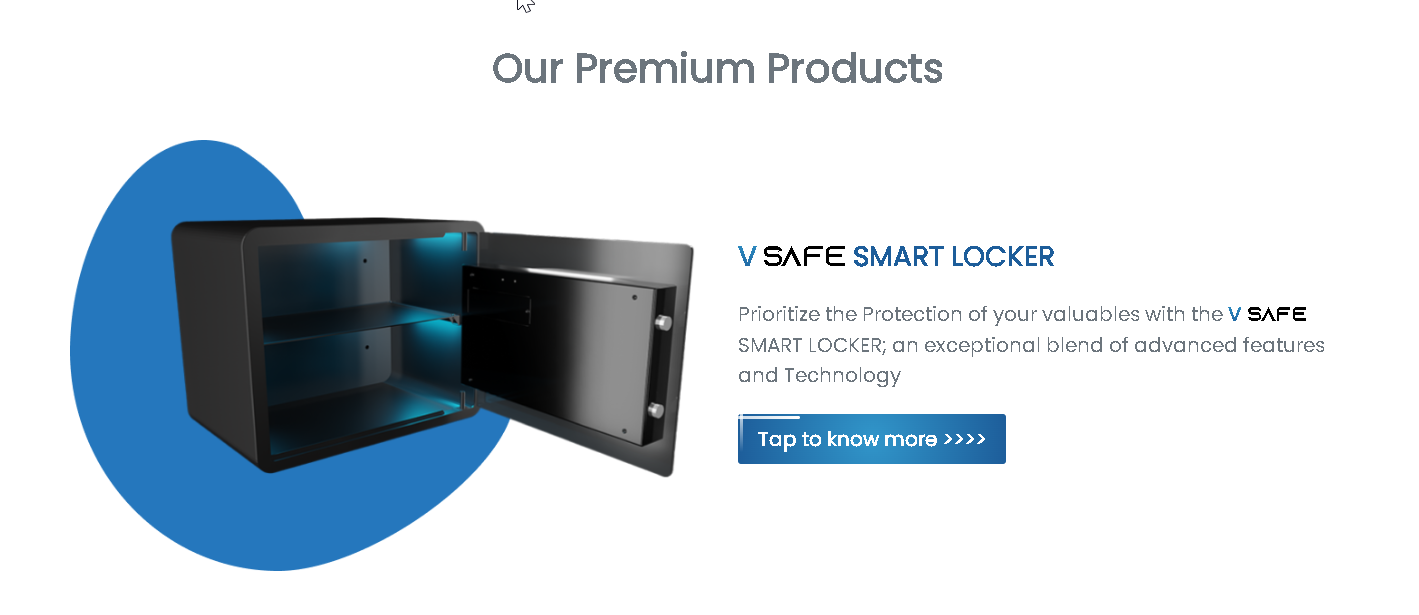 Our Premium Products
V SAFE SMART LOCKER
Prioritize the Protection of your valuables with the V SAFE
SMART LOCKER; an exceptional blend of advanced features
and Technology
Tap to know more >>>>